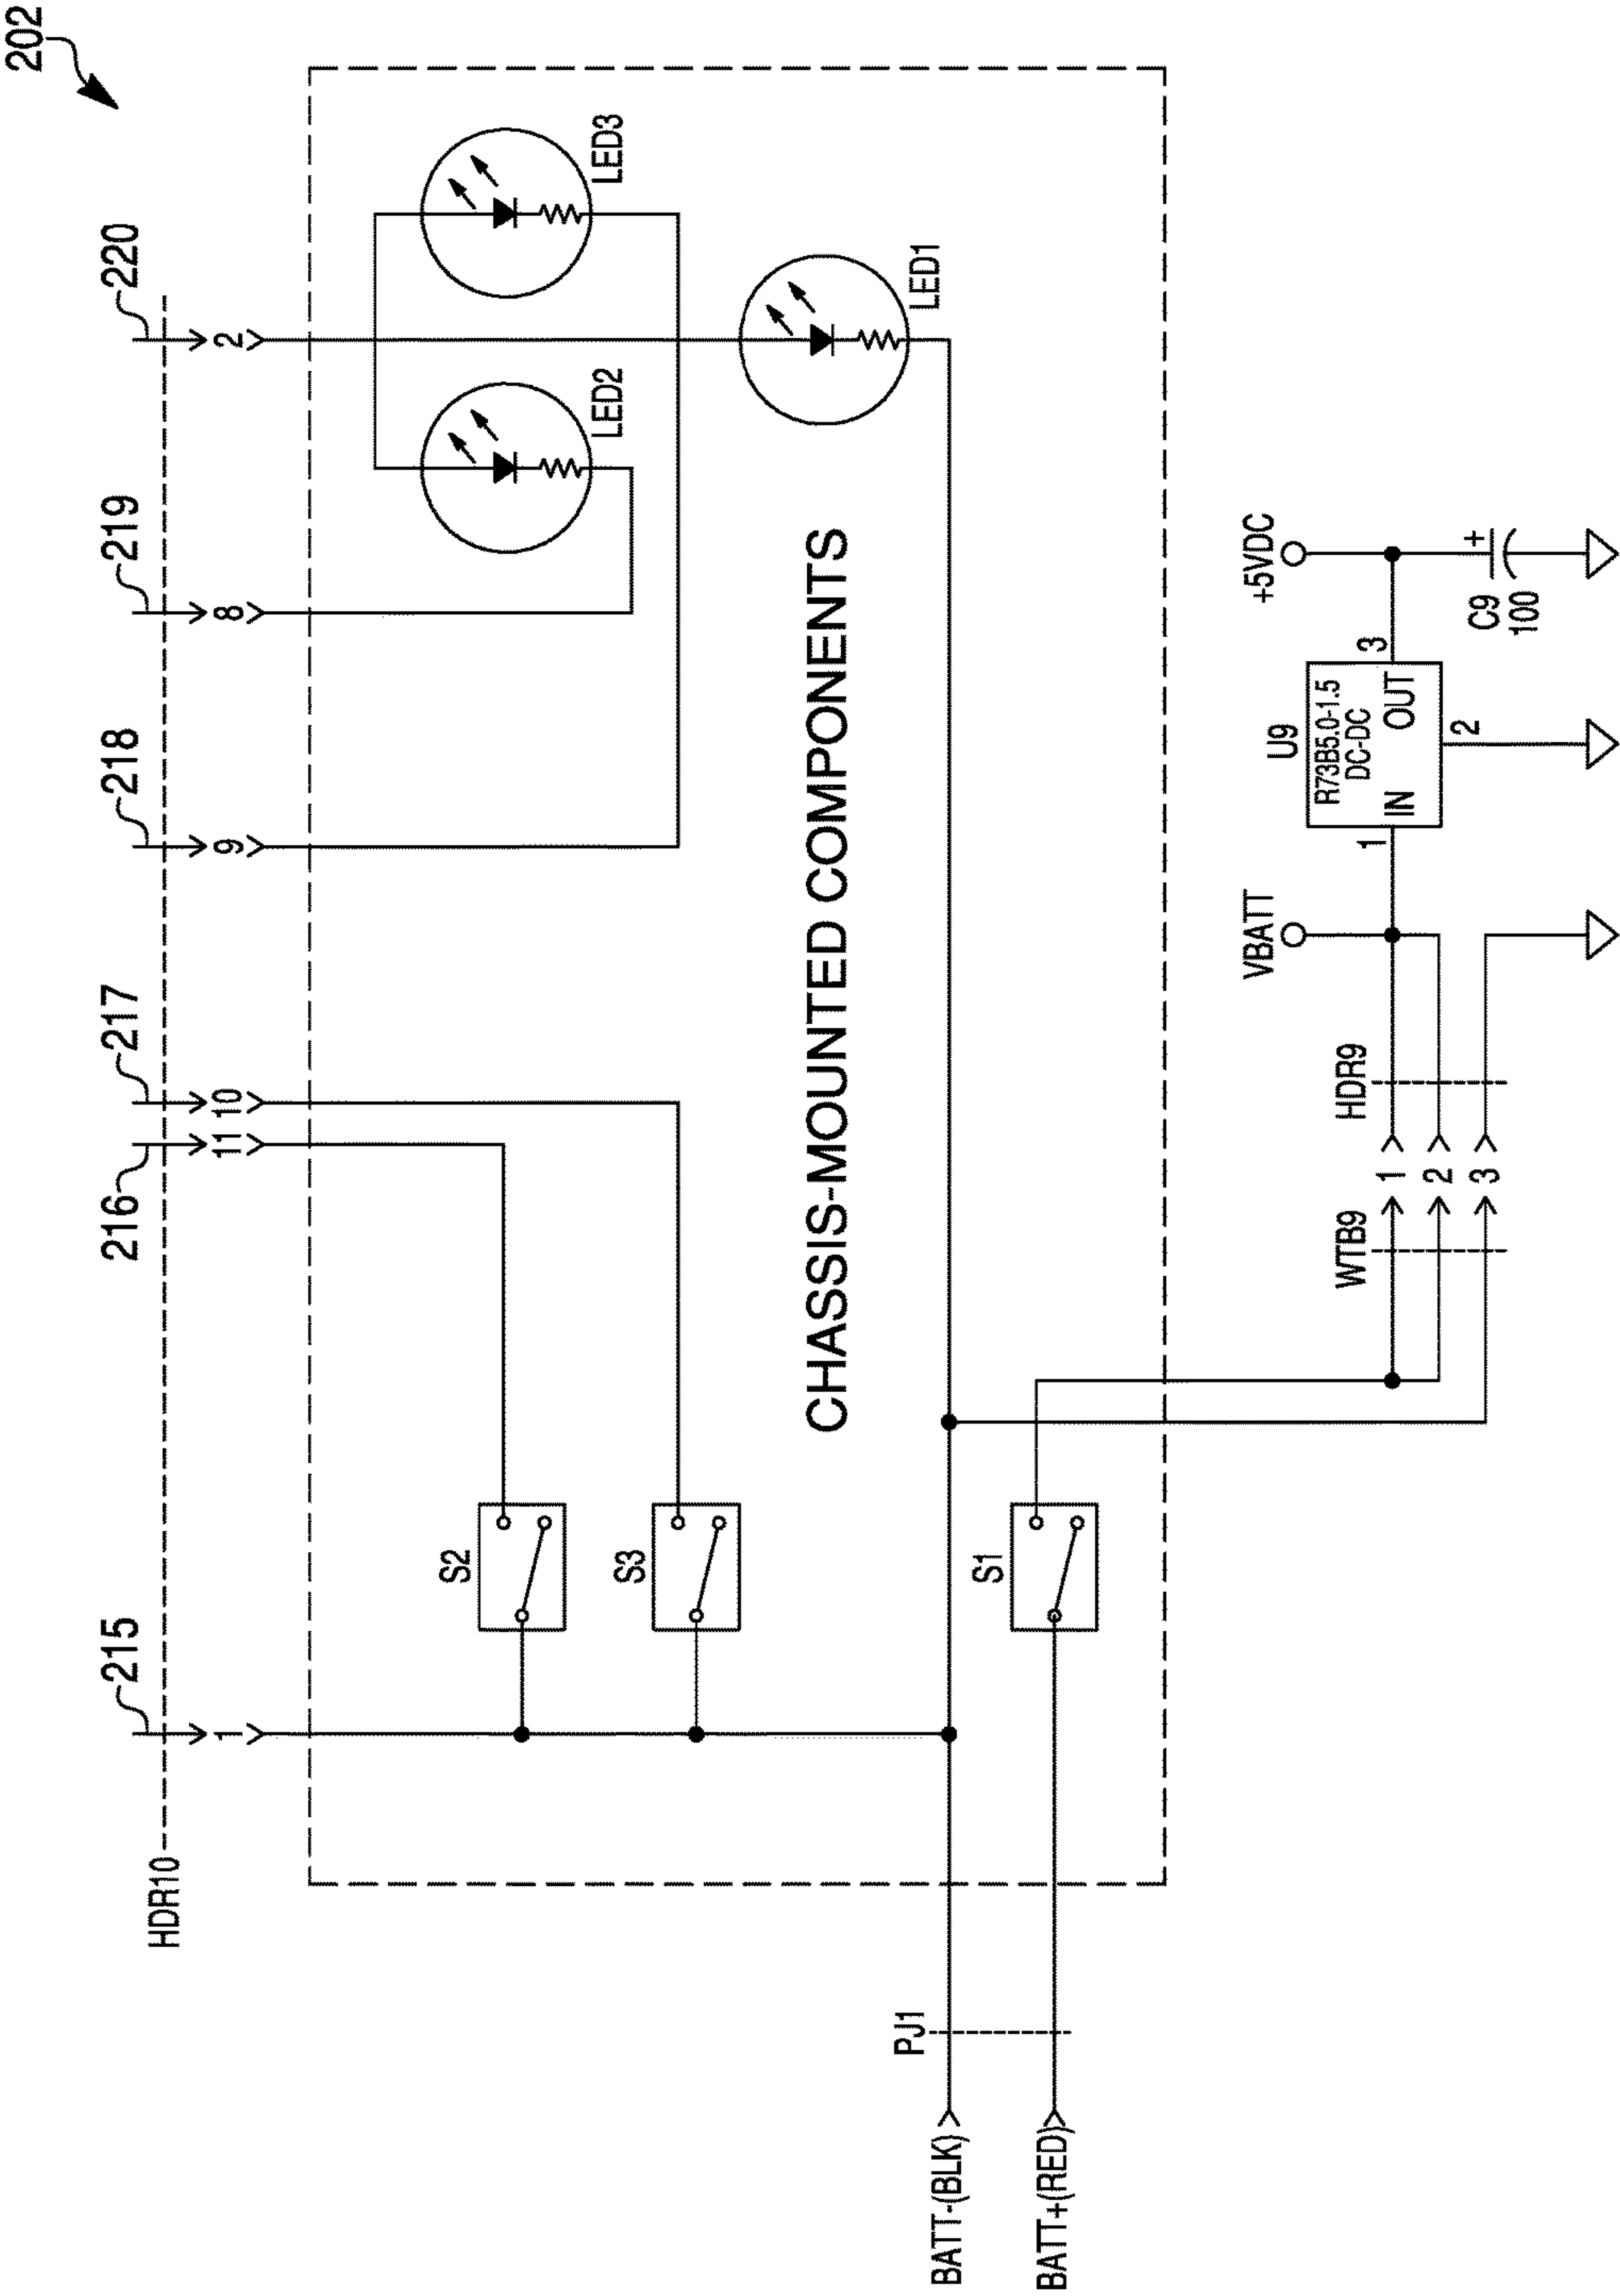 202
215
216
217
218
219
220
HDR10
1
11
10
9
8
2
S2
S3
LED2
LED3
LED1
CHASSIS-MOUNTED COMPONENTS
S1
PJ1
BATT-(BLK)
BATT+(RED)
WTB9
HDR9
1
2
3
VBATT
U9
R73B5.0-1.5
DC-DC
IN
OUT
1
2
3
+5VDC
+
C9
100